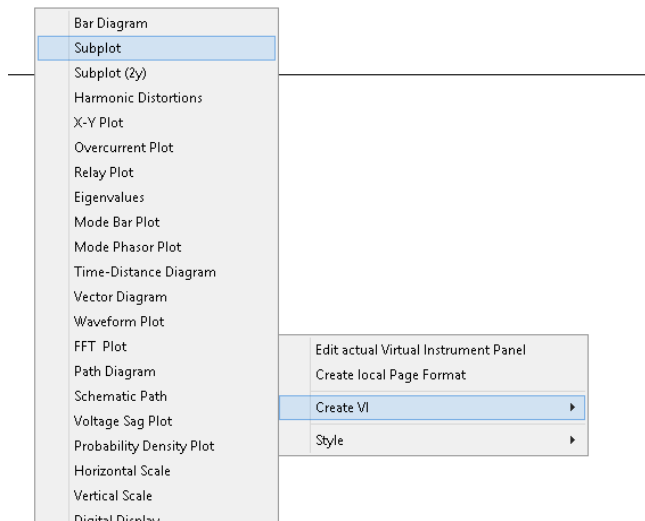 Bar Diagram
Subplot
Subplot (2y)
Harmonic Distortions
X-Y Plot
Overcurrent Plot
Relay Plot
Eigenvalues
Mode Bar Plot
Mode Phasor Plot
Time-Distance Diagram
Vector Diagram
Waveform Plot
FFT Plot
Path Diagram
Schematic Path
Voltage Sag Plot
Probability Density Plot
Horizontal Scale
Vertical Scale
Digital Display
Edit actual Virtual Instrument Panel
Create local Page Format
Create VI
Style